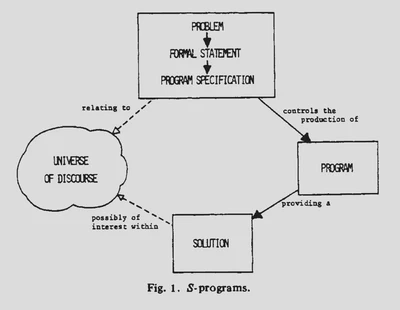 PROBLEM
FORMAL STATEMENT
PROGRAM SPECIFICATION
relating to
controls the
production of
UNIVERSE
OF DISCOURSE
PROGRAM
possibly of
interest within
providing a
SOLUTION
Fig. 1. S-programs.